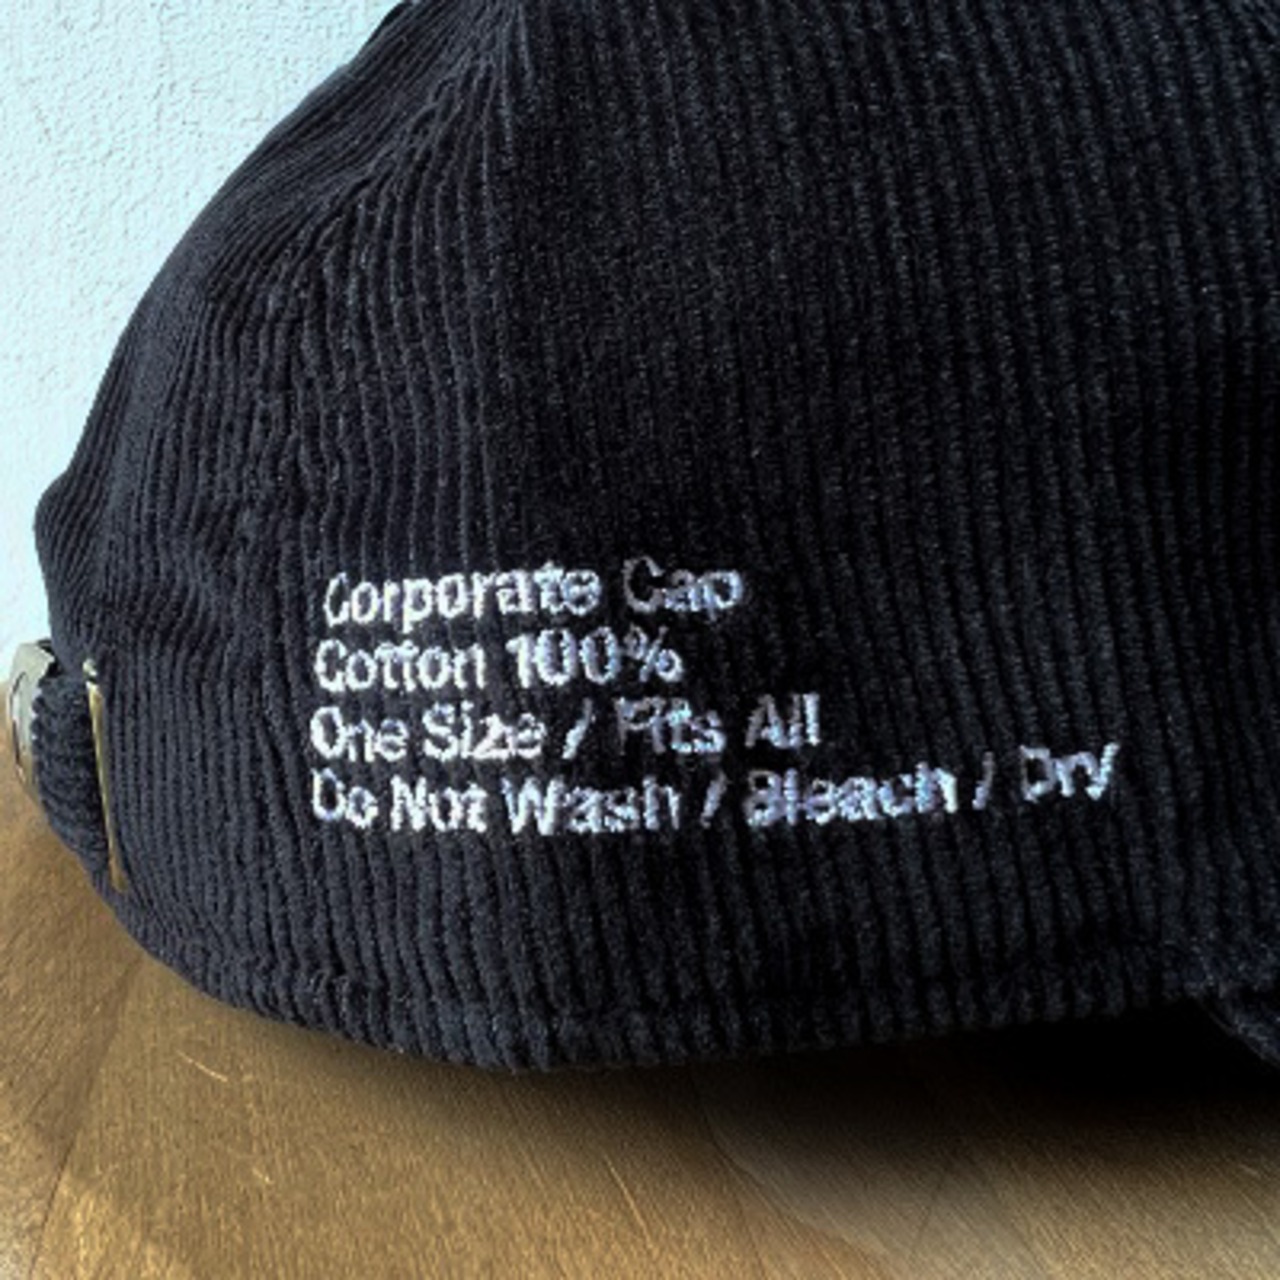 Corporate Cap
Cotton 100%
One Size / Fits All
Do Not Wash / Bleach / Dry